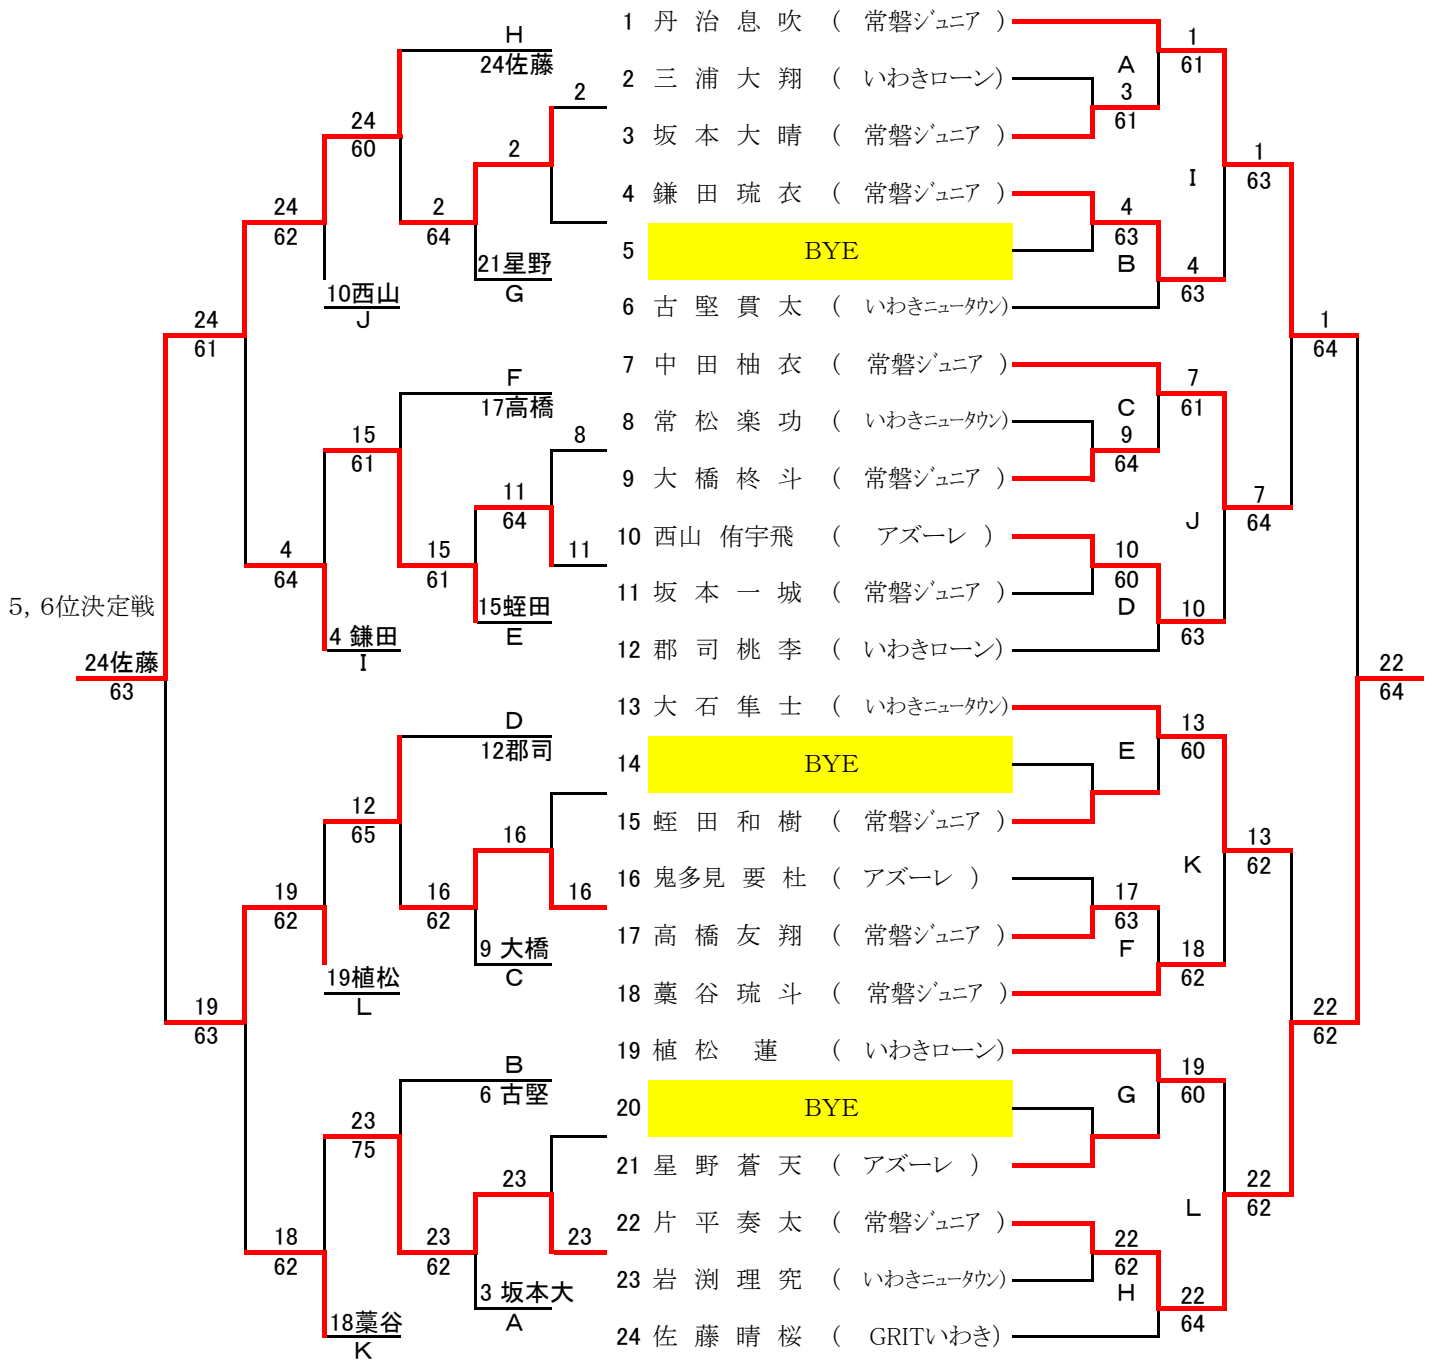 1 丹治息吹 ( 常磐ジュニア )
2 三浦大翔 ( いわきローン)
3 坂本大晴 ( 常磐ジュニア )
4 鎌田琉衣 ( 常磐ジュニア )
5 BYE
6 古堅貫太 ( いわきニュータウン)
7 中田柚衣 ( 常磐ジュニア )
8 常松楽功 ( いわきニュータウン)
9 大橋柊斗 ( 常磐ジュニア )
10 西山 侑宇飛 ( アズーレ )
11 坂本一城 ( 常磐ジュニア )
12 郡司桃李 ( いわきローン)
13 大石隼士 ( いわきニュータウン)
14 BYE
15 蛭田和樹 ( 常磐ジュニア )
16 鬼多見 要杜 ( アズーレ )
17 高橋友翔 ( 常磐ジュニア )
18 藁谷琉斗 ( 常磐ジュニア )
19 植松 蓮 ( いわきローン)
20 BYE
21 星野蒼天 ( アズーレ )
22 片平奏太 ( 常磐ジュニア )
23 岩渕理究 ( いわきニュータウン)
24 佐藤晴桜 ( GRITいわき)
A
3
61
1
61
4
63
B
4
63
I
1
63
C
9
64
7
61
10
60
D
10
63
J
7
64
1
64
E
13
60
17
63
F
18
62
K
13
62
G
19
60
22
62
H
22
64
L
22
62
22
62
22
64
H
24佐藤
2
2
24
60
2
64
21星野
G
24
62
10西山
J
24
61
F
17高橋
8
15
61
11
64
11
15
61
15蛭田
E
4
64
4 鎌田
I
5, 6位決定戦
24佐藤
63
D
12郡司
12
65
16
16
16
62
9 大橋
C
19
62
19植松
L
19
63
B
6 古堅
23
75
23
23
23
62
3 坂本大
A
18
62
18藁谷
K